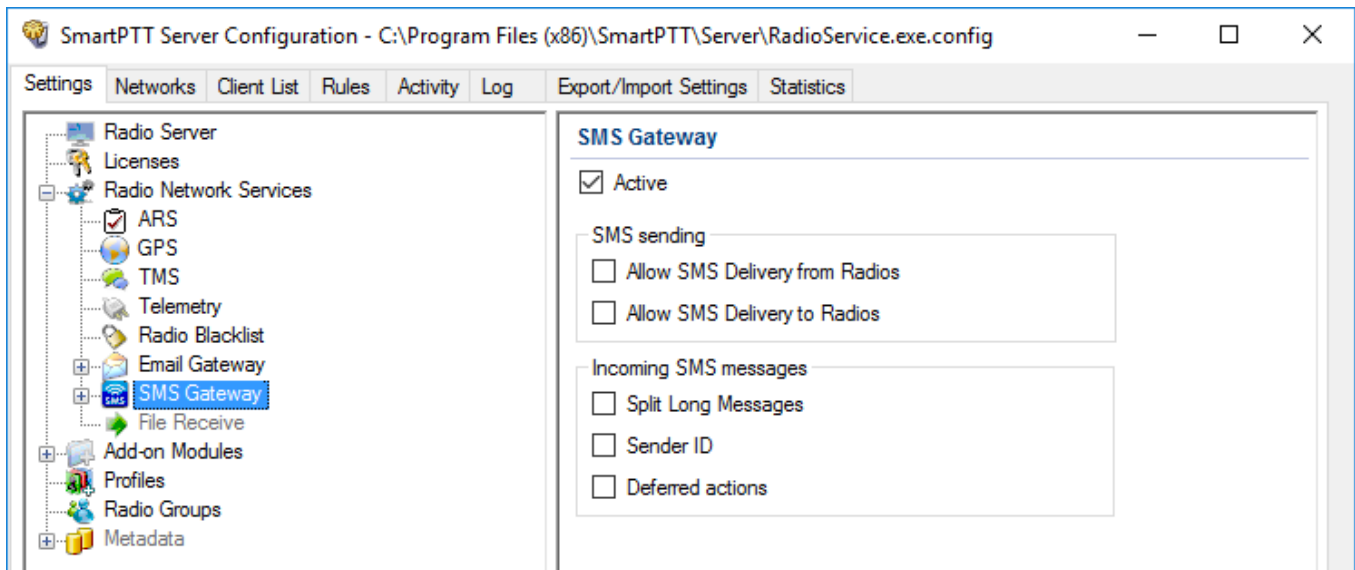 SmartPTT Server Configuration - C:\Program Files (x86)\SmartPTT\Server\RadioService.exe.config
Settings Networks Client List Rules Activity Log Export/Import Settings Statistics
Radio Server
Licenses
Radio Network Services
ARS
GPS
TMS
Telemetry
Radio Blacklist
Email Gateway
SMS SMS Gateway
File Receive
Add-on Modules
Profiles
Radio Groups
Metadata
SMS Gateway
Active
SMS sending
Allow SMS Delivery from Radios
Allow SMS Delivery to Radios
Incoming SMS messages
Split Long Messages
Sender ID
Deferred actions